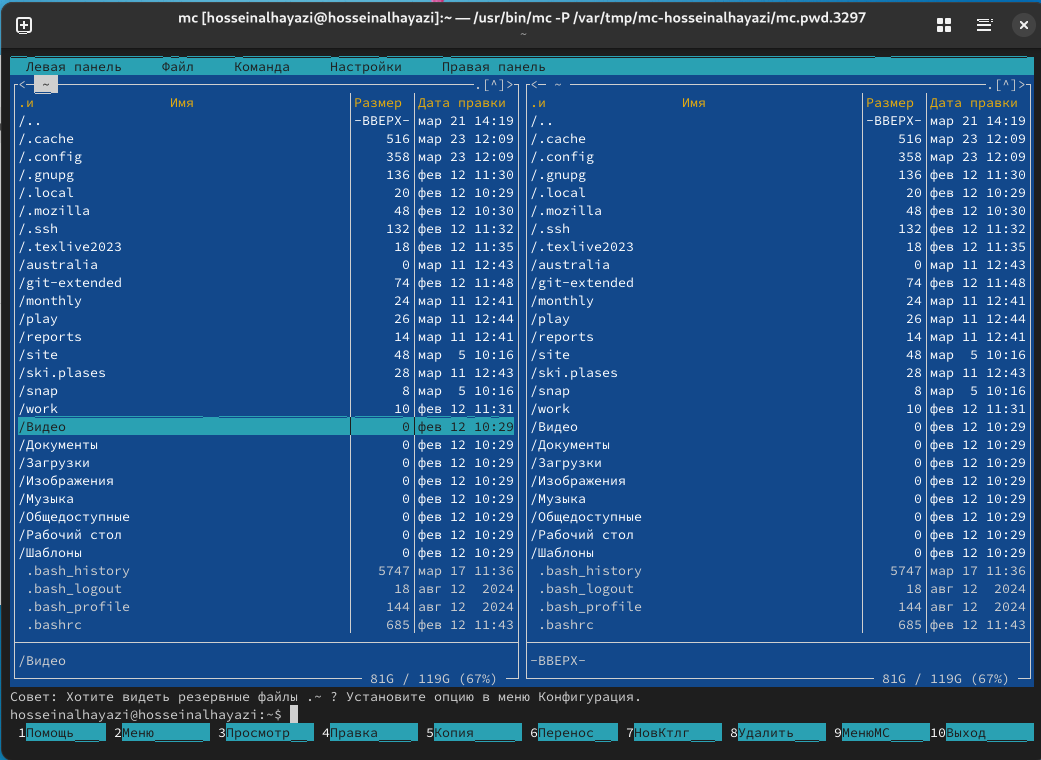 mc [hosseinalhayazi@hosseinalhayazi]:~ — /usr/bin/mc -P /var/tmp/mc-hosseinalhayazi/mc.pwd.3297
~
Левая панель Файл Команда Настройки Правая панель
<─ ~ .[^]> <─ ~ .[^]>
.и Имя Размер Дата правки .и Имя Размер Дата правки
/.. -ВВЕРХ- мар 21 14:19 /.. -ВВЕРХ- мар 21 14:19
/.cache 516 мар 23 12:09 /.cache 516 мар 23 12:09
/.config 358 мар 23 12:09 /.config 358 мар 23 12:09
/.gnupg 136 фев 12 11:30 /.gnupg 136 фев 12 11:30
/.local 20 фев 12 10:29 /.local 20 фев 12 10:29
/.mozilla 48 фев 12 10:30 /.mozilla 48 фев 12 10:30
/.ssh 132 фев 12 11:32 /.ssh 132 фев 12 11:32
/.texlive2023 18 фев 12 11:35 /.texlive2023 18 фев 12 11:35
/australia 0 мар 11 12:43 /australia 0 мар 11 12:43
/git-extended 74 фев 12 11:48 /git-extended 74 фев 12 11:48
/monthly 24 мар 11 12:41 /monthly 24 мар 11 12:41
/play 26 мар 11 12:44 /play 26 мар 11 12:44
/reports 14 мар 11 12:41 /reports 14 мар 11 12:41
/site 48 мар 5 10:16 /site 48 мар 5 10:16
/ski.plases 28 мар 11 12:43 /ski.plases 28 мар 11 12:43
/snap 8 мар 5 10:16 /snap 8 мар 5 10:16
/work 10 фев 12 11:31 /work 10 фев 12 11:31
/Видео 0 фев 12 10:29 /Видео 0 фев 12 10:29
/Документы 0 фев 12 10:29 /Документы 0 фев 12 10:29
/Загрузки 0 фев 12 10:29 /Загрузки 0 фев 12 10:29
/Изображения 0 фев 12 10:29 /Изображения 0 фев 12 10:29
/Музыка 0 фев 12 10:29 /Музыка 0 фев 12 10:29
/Общедоступные 0 фев 12 10:29 /Общедоступные 0 фев 12 10:29
/Рабочий стол 0 фев 12 10:29 /Рабочий стол 0 фев 12 10:29
/Шаблоны 0 фев 12 10:29 /Шаблоны 0 фев 12 10:29
.bash_history 5747 мар 17 11:36 .bash_history 5747 мар 17 11:36
.bash_logout 18 авг 12 2024 .bash_logout 18 авг 12 2024
.bash_profile 144 авг 12 2024 .bash_profile 144 авг 12 2024
.bashrc 685 фев 12 11:43 .bashrc 685 фев 12 11:43
/Видео -ВВЕРХ-
81G / 119G (67%) 81G / 119G (67%)
Совет: Хотите видеть резервные файлы .~ ? Установите опцию в меню Конфигурация.
hosseinalhayazi@hosseinalhayazi:~$
1Помощь 2Меню 3Просмотр 4Правка 5Копия 6Перенос 7НовКтлг 8Удалить 9МенюМС 10Выход